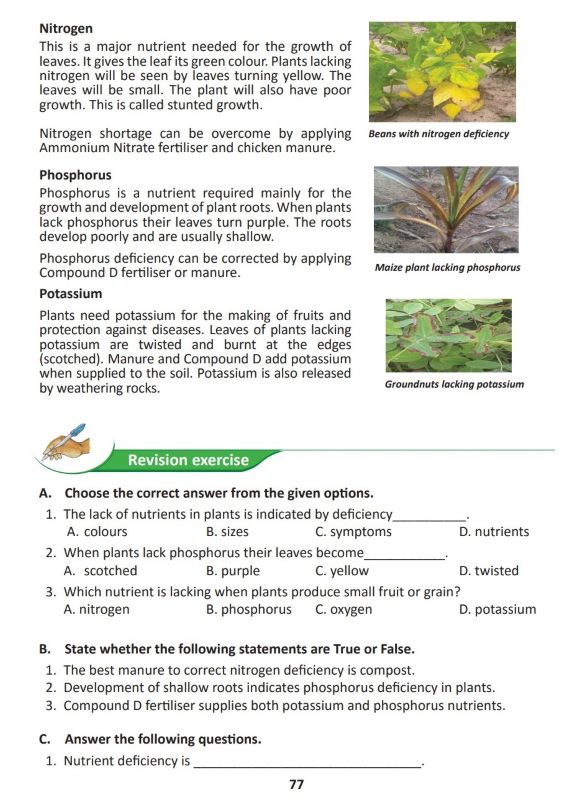 Nitrogen
This is a major nutrient needed for the growth of
leaves. It gives the leaf its green colour. Plants lacking
nitrogen will be seen by leaves turning yellow. The
leaves will be small. The plant will also have poor
growth. This is called stunted growth.
Nitrogen shortage can be overcome by applying
Ammonium Nitrate fertiliser and chicken manure.
Beans with nitrogen deficiency
Phosphorus
Phosphorus is a nutrient required mainly for the
growth and development of plant roots. When plants
lack phosphorus their leaves turn purple. The roots
develop poorly and are usually shallow.
Phosphorus deficiency can be corrected by applying
Compound D fertiliser or manure.
Maize plant lacking phosphorus
Potassium
Plants need potassium for the making of fruits and
protection against diseases. Leaves of plants lacking
potassium are twisted and burnt at the edges
(scotched). Manure and Compound D add potassium
when supplied to the soil. Potassium is also released
by weathering rocks.
Groundnuts lacking potassium
Revision exercise
A. Choose the correct answer from the given options.
1. The lack of nutrients in plants is indicated by deficiency__________.
A. colours B. sizes C. symptoms D. nutrients
2. When plants lack phosphorus their leaves become___________.
A. scotched B. purple C. yellow D. twisted
3. Which nutrient is lacking when plants produce small fruit or grain?
A. nitrogen B. phosphorus C. oxygen D. potassium
B. State whether the following statements are True or False.
1. The best manure to correct nitrogen deficiency is compost.
2. Development of shallow roots indicates phosphorus deficiency in plants.
3. Compound D fertiliser supplies both potassium and phosphorus nutrients.
C. Answer the following questions.
1. Nutrient deficiency is _______________________________.
77